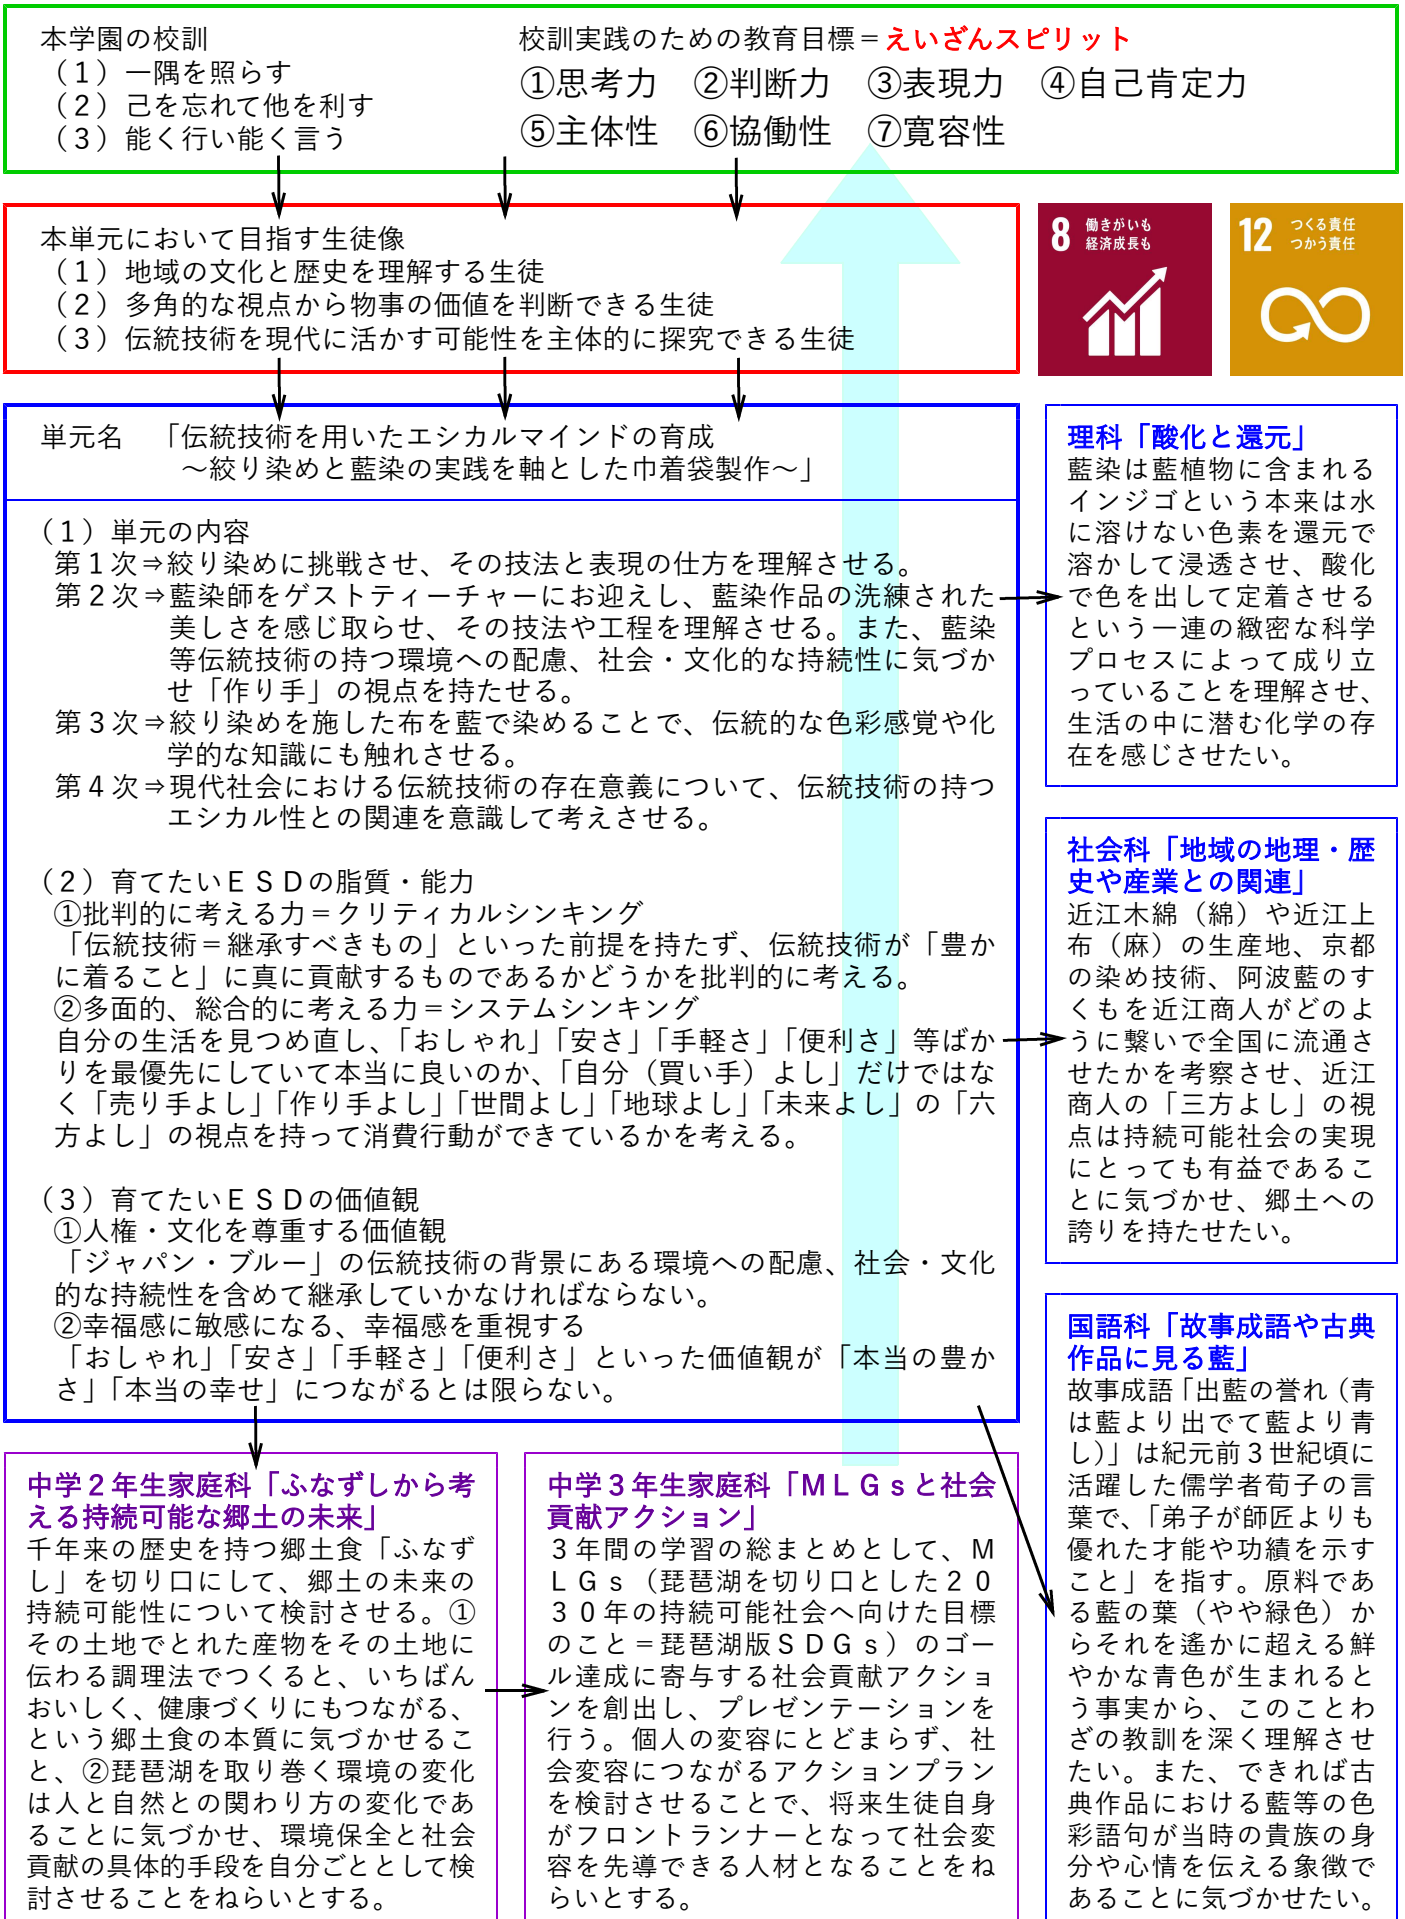 本学園の校訓
（１）一隅を照らす
（２）己を忘れて他を利す
（３）能く行い能く言う
校訓実践のための教育目標＝えいざんスピリット
①思考力　②判断力　③表現力　④自己肯定力
⑤主体性　⑥協働性　⑦寛容性
本単元において目指す生徒像
（１）地域の文化と歴史を理解する生徒
（２）多角的な視点から物事の価値を判断できる生徒
（３）伝統技術を現代に活かす可能性を主体的に探究できる生徒
8 働きがいも
経済成長も
12 つくる責任
つかう責任
単元名　「伝統技術を用いたエシカルマインドの育成
～絞り染めと藍染の実践を軸とした巾着袋製作～」
（１）単元の内容
第１次⇒絞り染めに挑戦させ、その技法と表現の仕方を理解させる。
第２次⇒藍染師をゲストティーチャーにお迎えし、藍染作品の洗練された
美しさを感じ取らせ、その技法や工程を理解させる。また、藍染
等伝統技術の持つ環境への配慮、社会・文化的な持続性に気づか
せ「作り手」の視点を持たせる。
第３次⇒絞り染めを施した布を藍で染めることで、伝統的な色彩感覚や化
学的な知識にも触れさせる。
第４次⇒現代社会における伝統技術の存在意義について、伝統技術の持つ
エシカル性との関連を意識して考えさせる。
（２）育てたいＥＳＤの脂質・能力
①批判的に考える力＝クリティカルシンキング
「伝統技術＝継承すべきもの」といった前提を持たず、伝統技術が「豊か
に着ること」に真に貢献するものであるかどうかを批判的に考える。
②多面的、総合的に考える力＝システムシンキング
自分の生活を見つめ直し、「おしゃれ」「安さ」「手軽さ」「便利さ」等ばか
りを最優先にしていて本当に良いのか、「自分（買い手）よし」だけではな
く「売り手よし」「作り手よし」「世間よし」「地球よし」「未来よし」の「六
方よし」の視点を持って消費行動ができているかを考える。
（３）育てたいＥＳＤの価値観
①人権・文化を尊重する価値観
「ジャパン・ブルー」の伝統技術の背景にある環境への配慮、社会・文化
的な持続性を含めて継承していかなければならない。
②幸福感に敏感になる、幸福感を重視する
「おしゃれ」「安さ」「手軽さ」「便利さ」といった価値観が「本当の豊か
さ」「本当の幸せ」につながるとは限らない。
理科「酸化と還元」
藍染は藍植物に含まれる
インジゴという本来は水
に溶けない色素を還元で
溶かして浸透させ、酸化
で色を出して定着させる
という一連の緻密な科学
プロセスによって成り立
っていることを理解させ、
生活の中に潜む化学の存
在を感じさせたい。
社会科「地域の地理・歴
史や産業との関連」
近江木綿（綿）や近江上
布（麻）の生産地、京都
の染め技術、阿波藍のす
くもを近江商人がどのよ
うに繋いで全国に流通さ
せたかを考察させ、近江
商人の「三方よし」の視
点は持続可能社会の実現
にとっても有益であるこ
とに気づかせ、郷土への
誇りを持たせたい。
国語科「故事成語や古典
作品に見る藍」
故事成語「出藍の誉れ（青
は藍より出でて藍より青
し）」は紀元前３世紀頃に
活躍した儒学者荀子の言
葉で、「弟子が師匠よりも
優れた才能や功績を示す
こと」を指す。原料であ
る藍の葉（やや緑色）か
らそれを遙かに超える鮮
やかな青色が生まれると
う事実から、このことわ
ざの教訓を深く理解させ
たい。また、できれば古
典作品における藍等の色
彩語句が当時の貴族の身
分や心情を伝える象徴で
あることに気づかせたい。
中学２年生家庭科「ふなずしから考
える持続可能な郷土の未来」
千年来の歴史を持つ郷土食「ふなず
し」を切り口にして、郷土の未来の
持続可能性について検討させる。①
その土地でとれた産物をその土地に
伝わる調理法でつくると、いちばん
おいしく、健康づくりにもつながる、
という郷土食の本質に気づかせるこ
と、②琵琶湖を取り巻く環境の変化
は人と自然との関わり方の変化であ
ることに気づかせ、環境保全と社会
貢献の具体的手段を自分ごととして検
討させることをねらいとする。
中学３年生家庭科「ＭＬＧｓと社会
貢献アクション」
３年間の学習の総まとめとして、Ｍ
ＬＧｓ（琵琶湖を切り口とした２０
３０年の持続可能社会へ向けた目標
のこと＝琵琶湖版ＳＤＧｓ）のゴー
ル達成に寄与する社会貢献アクショ
ンを創出し、プレゼンテーションを
行う。個人の変容にとどまらず、社
会変容につながるアクションプラン
を検討させることで、将来生徒自身
がフロントランナーとなって社会変
容を先導できる人材となることをね
らいとする。